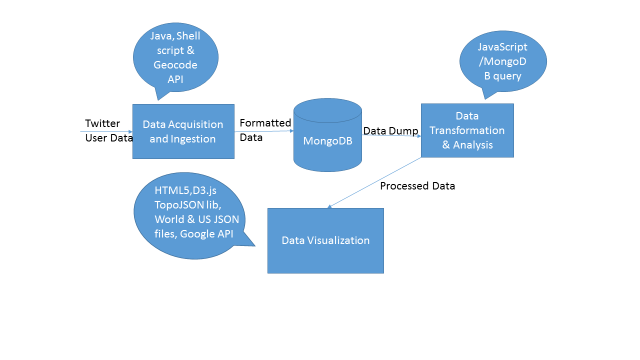 Java, Shell
script &
Geocode
API
JavaScript
/MongoD
B query
Twitter
User Data
Data Acquisition
and Ingestion
Formatted
Data
MongoDB
Data Dump
Data
Transformation
& Analysis
Processed Data
HTML5,D3.js
TopoJSON lib,
World & US JSON
files, Google API
Data Visualization